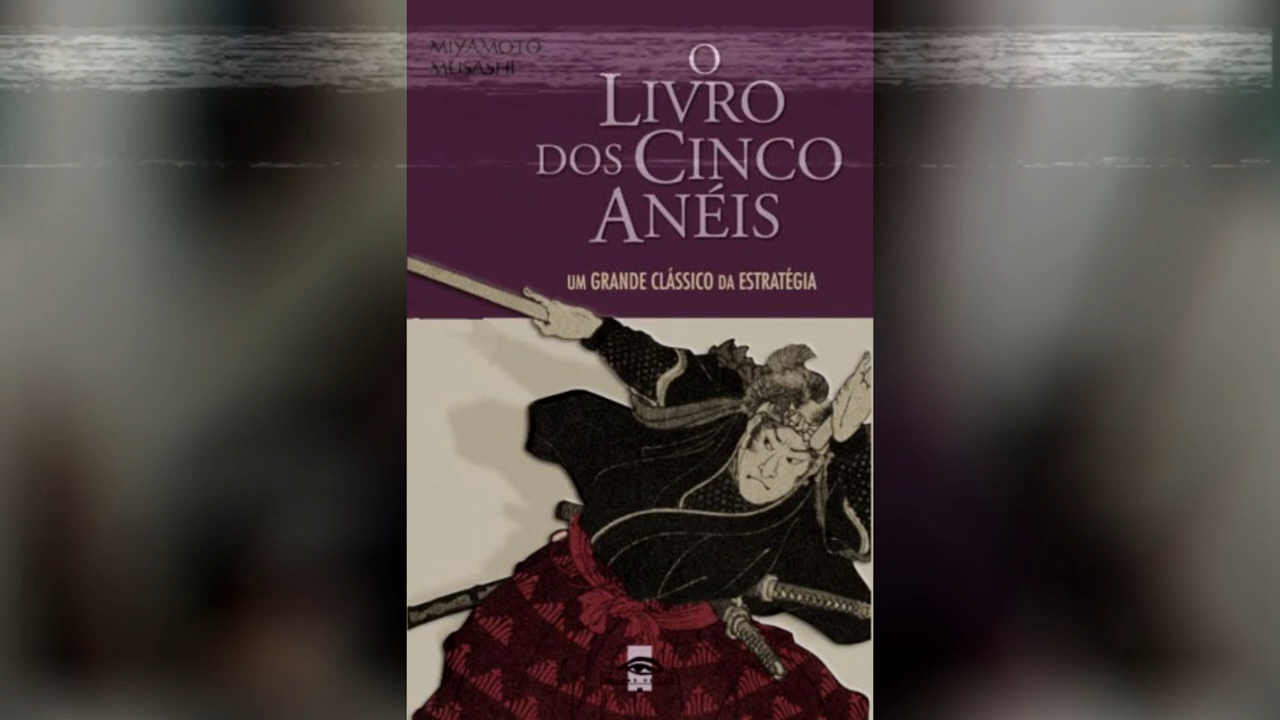 MIYAMOTO
MUSASHI
O
LIVRO
DOS CINCO
ANÉIS
UM GRANDE CLÁSSICO DA ESTRATÉGIA